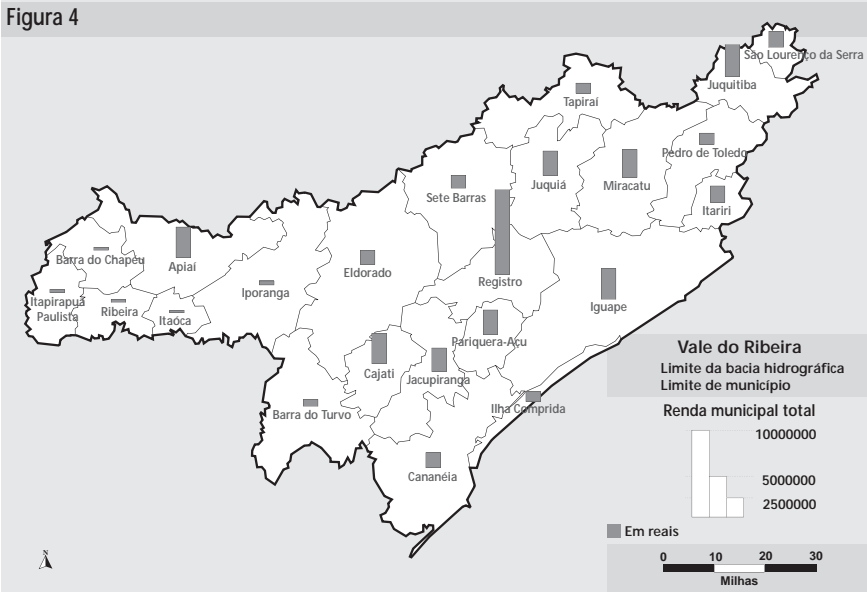 Figura 4
São Lourenço da Serra
Juquitiba
Tapiraí
Pedro de Toledo
Juquiá
Miracatu
Sete Barras
Itariri
Barra do Chapéu
Apiaí
Eldorado
Registro
Iporanga
Iguape
Itapirapuã
Paulista
Ribeira
Itaóca
Pariquera-Açu
Cajati
Jacupiranga
Barra do Turvo
Ilha Comprida
Cananéia
Vale do Ribeira
Limite da bacia hidrográfica
Limite de município
Renda municipal total
10000000
5000000
2500000
Em reais
0 10 20 30
Milhas
N